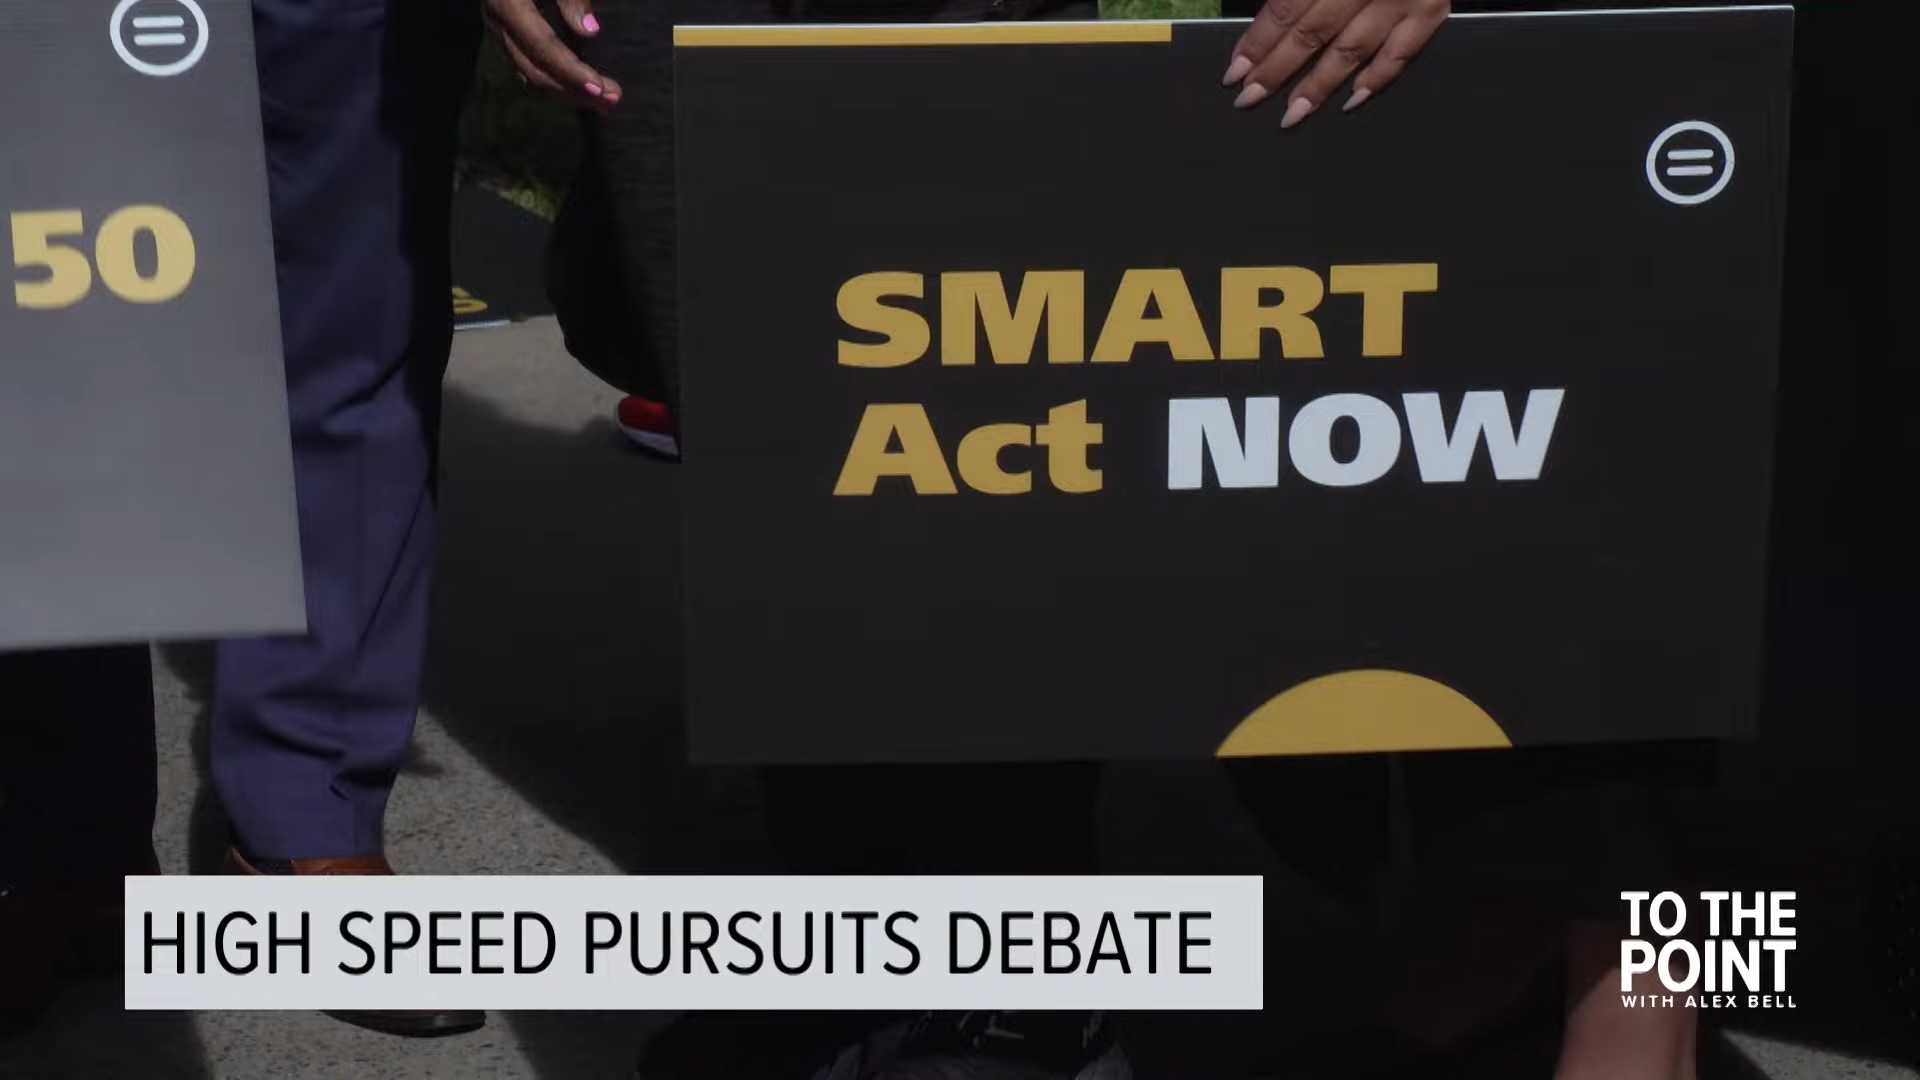 50
SMART
Act NOW
HIGH SPEED PURSUITS DEBATE
TO THE
POINT
WITH ALEX BELL